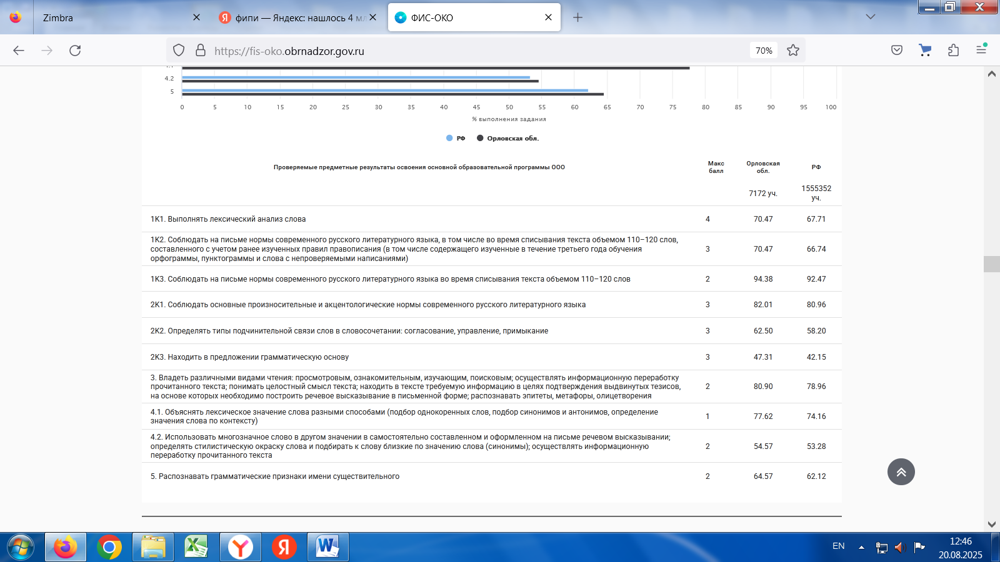 Zimbra
фипи — Яндекс: нашлось 4 мл
ФИС-ОКО
https://fis-oko.obrnadzor.gov.ru
70%
4.2
5
0 5 10 15 20 25 30 35 40 45 50 55 60 65 70 75 80 85 90 95 100
% выполнения задания
РФ Орловская обл.
Проверяемые предметные результаты освоения основной образовательной программы ООО
Макс
балл
Орловская
обл.
РФ
7172 уч.
1555352
уч.
1К1. Выполнять лексический анализ слова 4 70.47 67.71
1К2. Соблюдать на письме нормы современного русского литературного языка, в том числе во время списывания текста объемом 110–120 слов,
составленного с учетом ранее изученных правил правописания (в том числе содержащего изученные в течение третьего года обучения 3 70.47 66.74
орфограммы, пунктограммы и слова с непроверяемыми написаниями)
1К3. Соблюдать на письме нормы современного русского литературного языка во время списывания текста объемом 110–120 слов 2 94.38 92.47
2К1. Соблюдать основные произносительные и акцентологические нормы современного русского литературного языка 3 82.01 80.96
2К2. Определять типы подчинительной связи слов в словосочетании: согласование, управление, примыкание 3 62.50 58.20
2К3. Находить в предложении грамматическую основу 3 47.31 42.15
3. Владеть различными видами чтения: просмотровым, ознакомительным, изучающим, поисковым; осуществлять информационную переработку
прочитанного текста; понимать целостный смысл текста; находить в тексте требуемую информацию в целях подтверждения выдвинутых тезисов, 2 80.90 78.96
на основе которых необходимо построить речевое высказывание в письменной форме; распознавать эпитеты, метафоры, олицетворения
4.1. Объяснять лексическое значение слова разными способами (подбор однокоренных слов, подбор синонимов и антонимов, определение
значения слова по контексту) 1 77.62 74.16
4.2. Использовать многозначное слово в другом значении в самостоятельно составленном и оформленном на письме речевом высказывании;
определять стилистическую окраску слова и подбирать к слову близкие по значению слова (синонимы); осуществлять информационную 2 54.57 53.28
переработку прочитанного текста
5. Распознавать грамматические признаки имени существительного 2 64.57 62.12
EN
12:46
20.08.2025